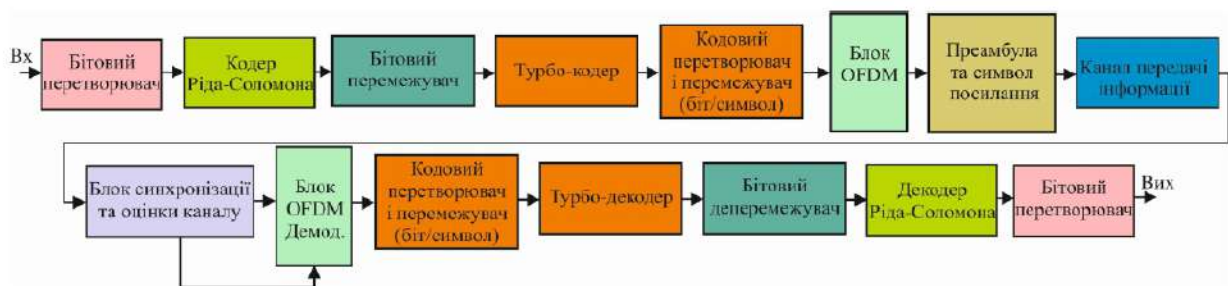 Вх
Бітовий
перетворювач
Кодер
Ріда-Соломона
Бітовий
перемежувач
Турбо-кодер
Кодовий
перетворювач
і перемежувач
(біт/символ)
Блок
OFDM
Преамбула
та символ
посилання
Канал передачі
інформації
Блок синхронізації
та оцінки каналу
Блок
OFDM
Демод.
Кодовий
перетворювач
і перемежувач
(біт/символ)
Турбо-декодер
Бітовий
деперемежувач
Декодер
Ріда-Соломона
Бітовий
перетворювач
Вих